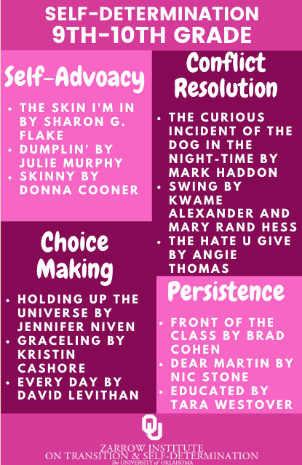 SELF-DETERMINATION
9TH-10TH GRADE
Self-Advoacy
• THE SKIN I'M IN
BY SHARON G.
FLAKE
• DUMPLIN' BY
JULIE MURPHY
• SKINNY BY
DONNA COONER
Conflict
Resolution
• THE CURIOUS
INCIDENT OF THE
DOG IN THE
NIGHT-TIME BY
MARK HADDON
• SWING BY
KWAME
ALEXANDER AND
MARY RAND HESS
• THE HATE U GIVE
BY ANGIE
THOMAS
Choice
Making
• HOLDING UP THE
UNIVERSE BY
JENNIFER NIVEN
• GRACELING BY
KRISTIN
CASHORE
• EVERY DAY BY
DAVID LEVITHAN
Persistence
• FRONT OF THE
CLASS BY BRAD
COHEN
• DEAR MARTIN BY
NIC STONE
• EDUCATED BY
TARA WESTOVER
OU
ZARROW INSTITUTE
ON TRANSITION & SELF-DETERMINATION
The UNIVERSITY of OKLAHOMA